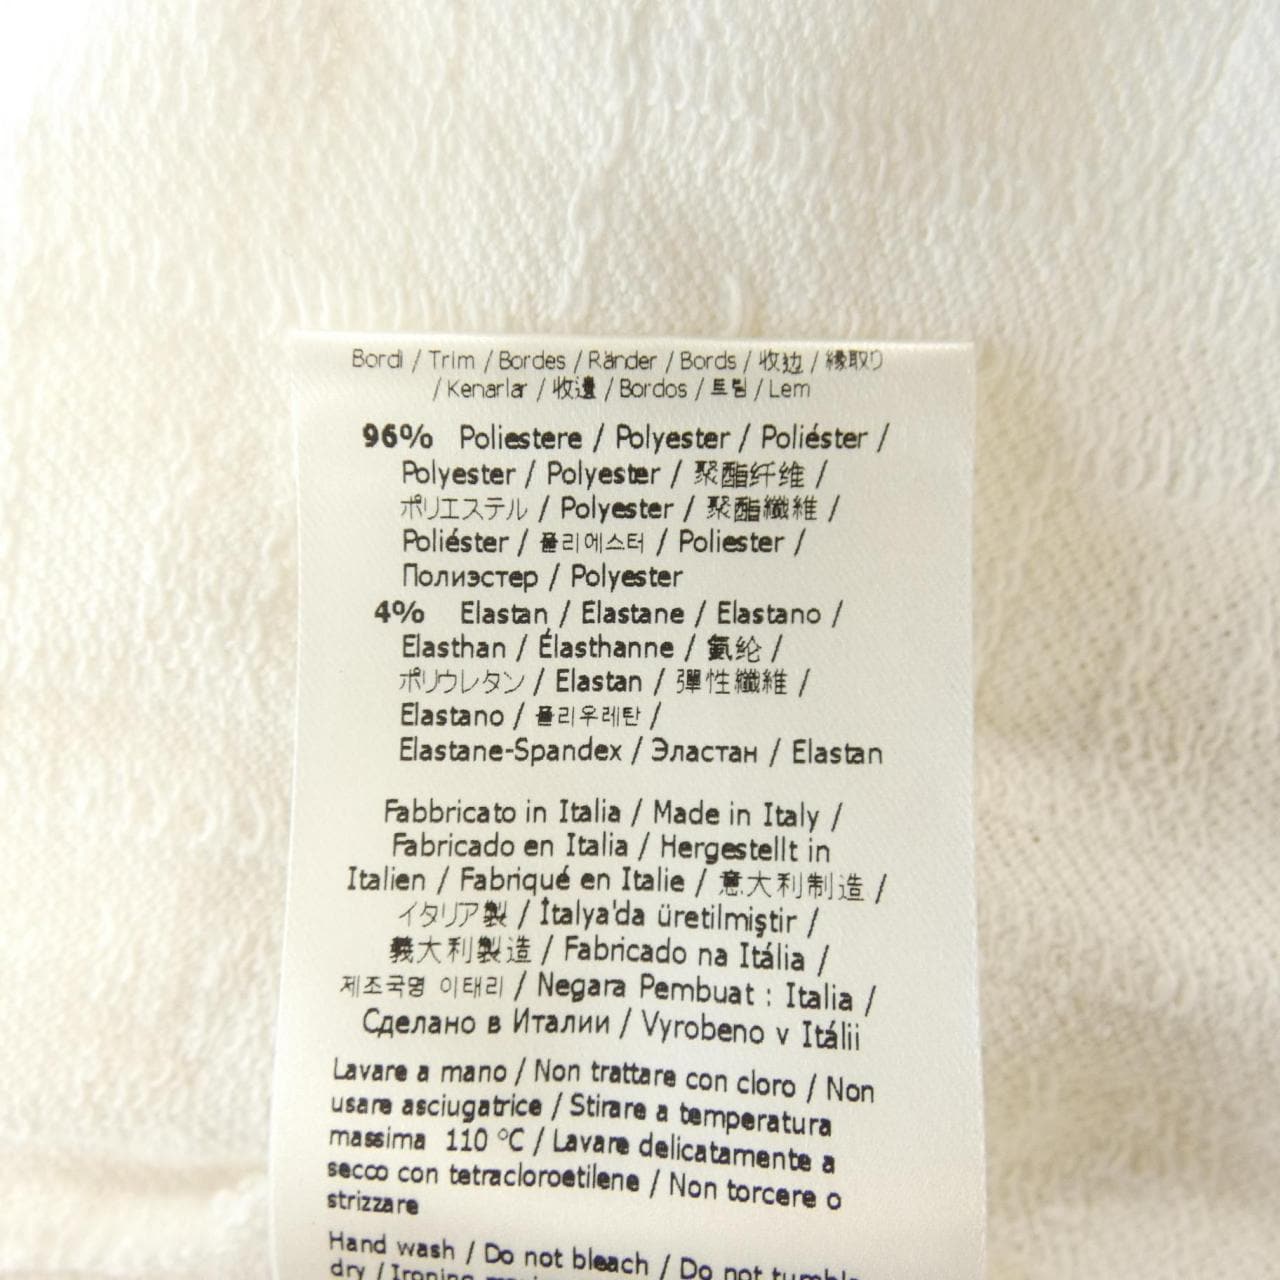 Bordi / Trim / Bordes / Ränder / Bords / 收边 / 縁取り
/ Kenarlar / 收邊 / Bordos / 트림 / Lem
96% Poliestere / Polyester / Poliéster /
Polyester / Polyester / 聚酯纤维 /
ポリエステル / Polyester / 聚酯纖維 /
Poliéster / 폴리에스터 / Poliester /
Полиэстер / Polyester
4% Elastan / Elastane / Elastano /
Elasthan / Élasthanne / 氨纶 /
ポリウレタン / Elastan / 彈性纖維 /
Elastano / 폴리우레탄 /
Elastane-Spandex / Эластан / Elastan
Fabbricato in Italia / Made in Italy /
Fabricado en Italia / Hergestellt in
Italien / Fabriqué en Italie / 意大利制造 /
イタリア製 / İtalya'da üretilmiştir /
義大利製造 / Fabricado na Itália /
제조국명 이태리 / Negara Pembuat : Italia /
Сделано в Италии / Vyrobeno v Itálii
Lavare a mano / Non trattare con cloro / Non
usare asciugatrice / Stirare a temperatura
massima 110 °C / Lavare delicatamente a
secco con tetracloroetilene / Non torcere o
strizzare
Hand wash / Do not bleach / Do not tumble
dry / Ironing